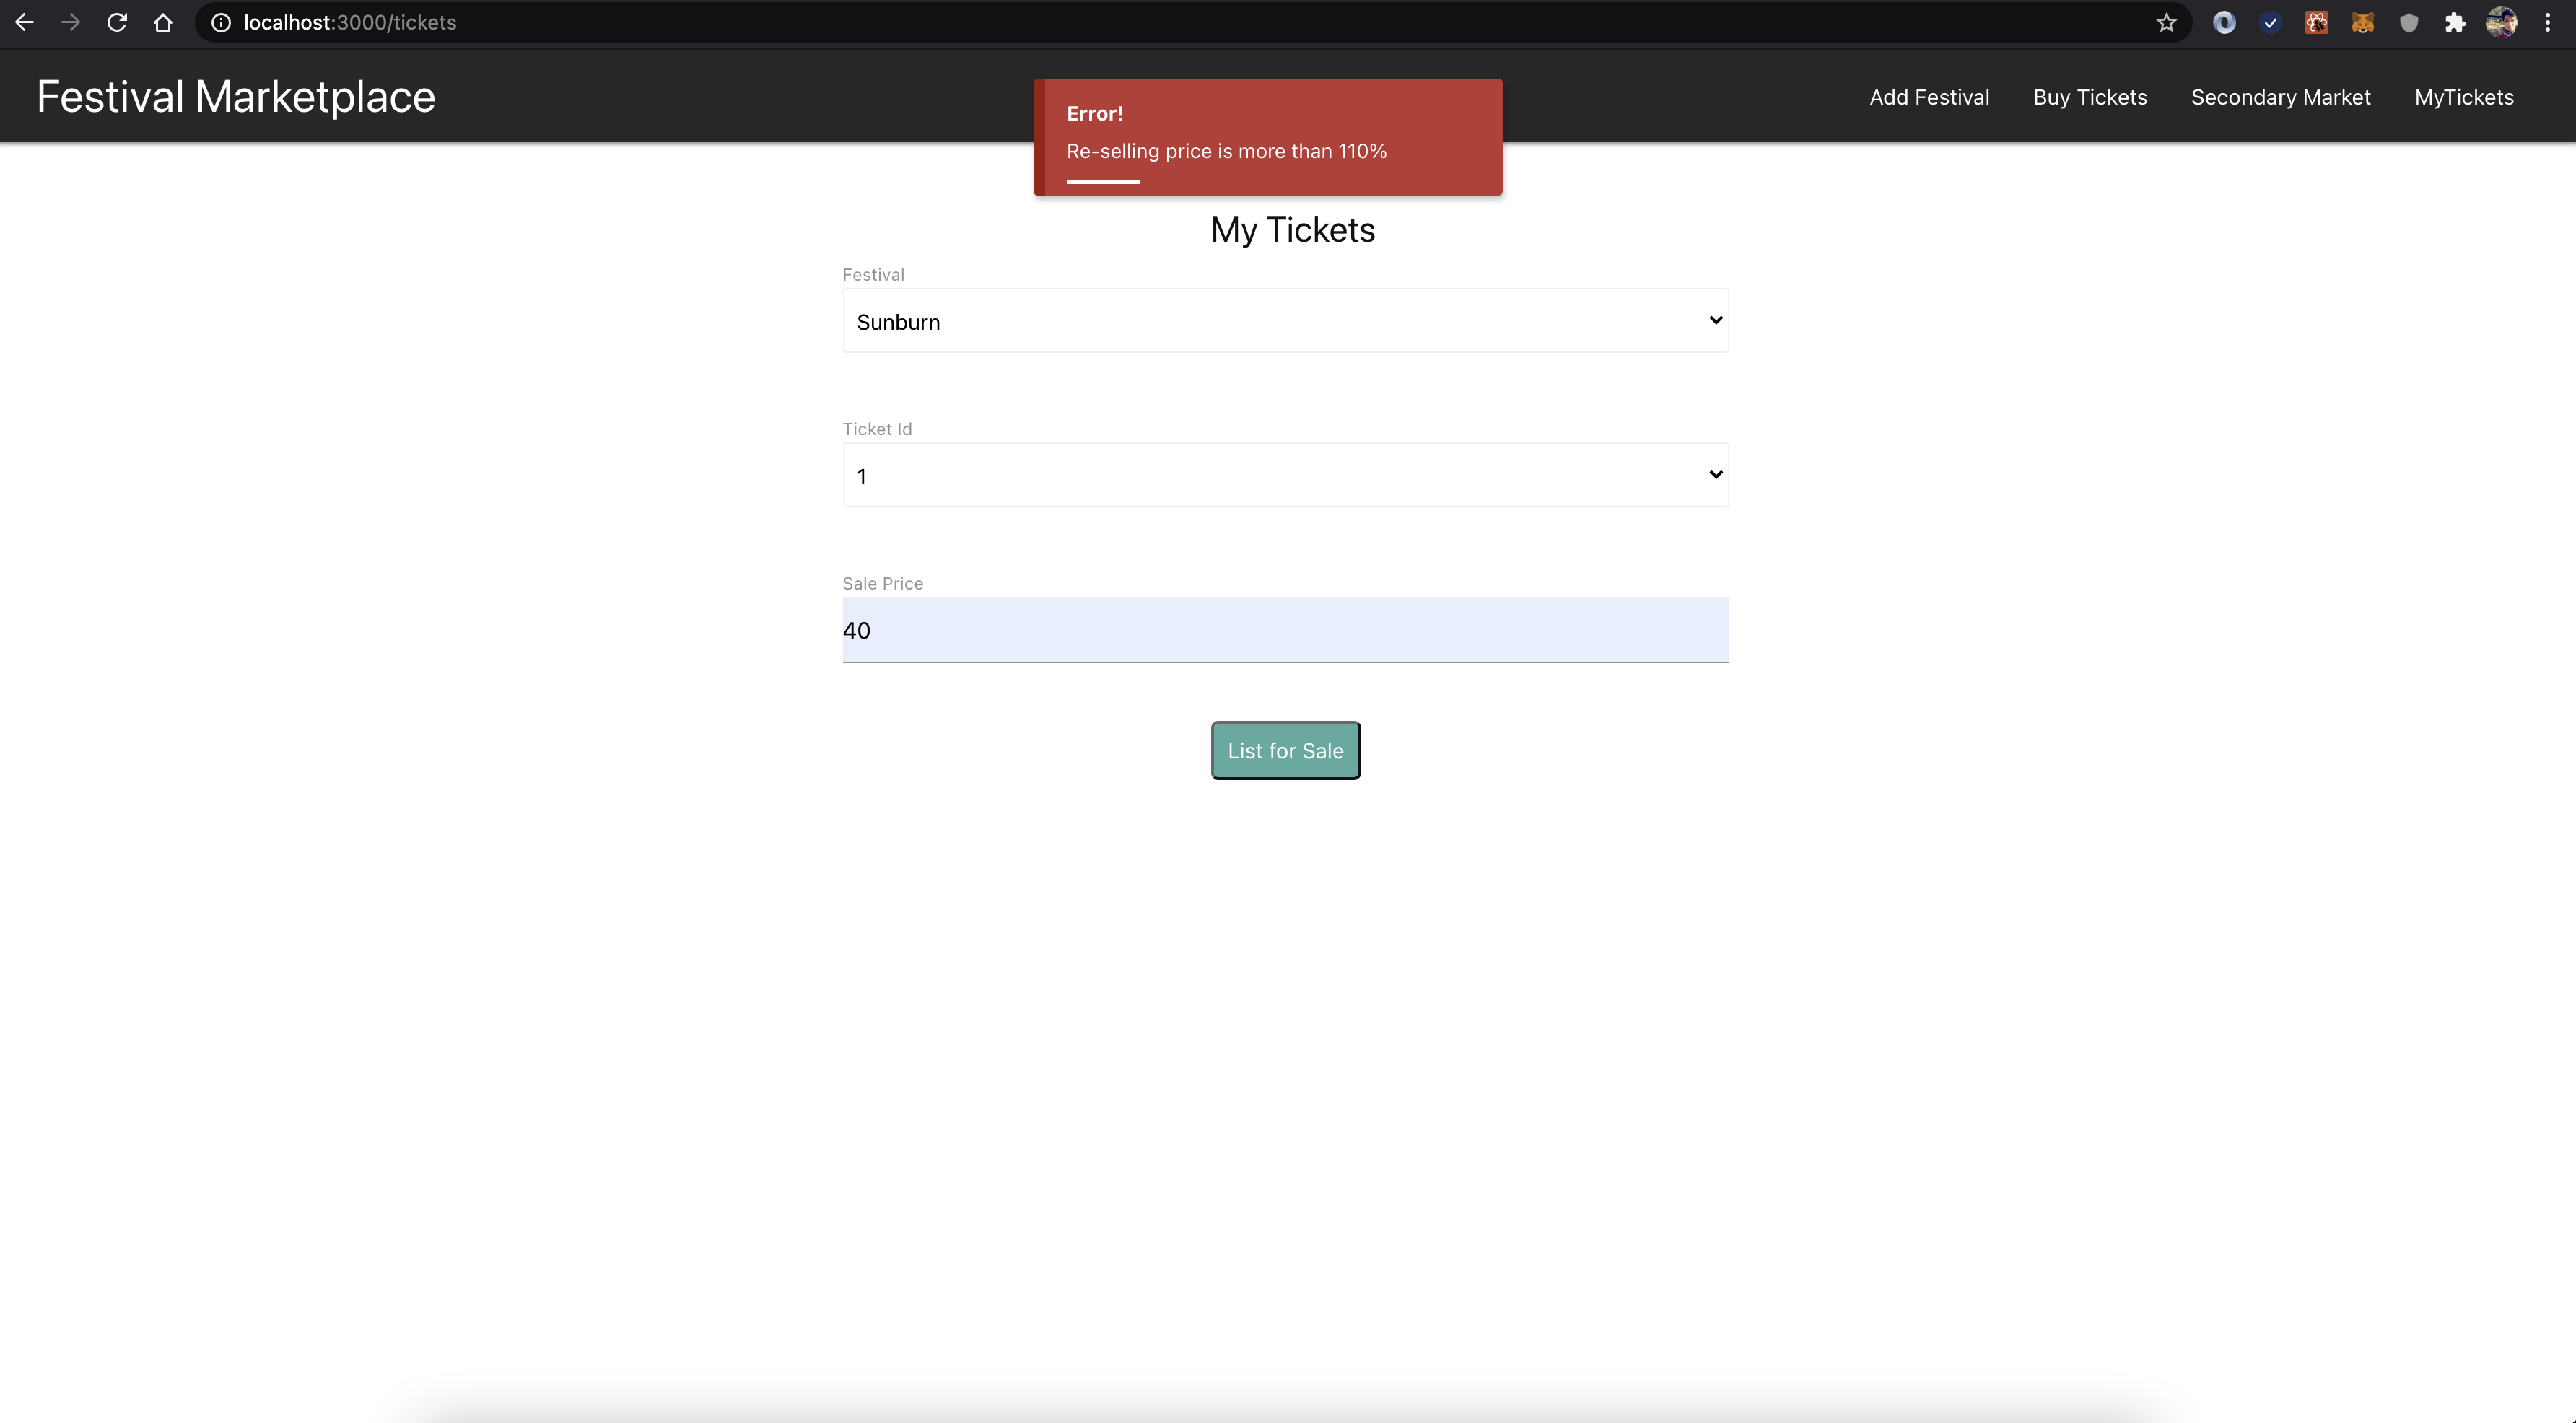 localhost:3000/tickets
Festival Marketplace
Add Festival
Buy Tickets
Secondary Market
MyTickets
Error!
Re-selling price is more than 110%
My Tickets
Festival
Sunburn
Ticket Id
1
Sale Price
40
List for Sale